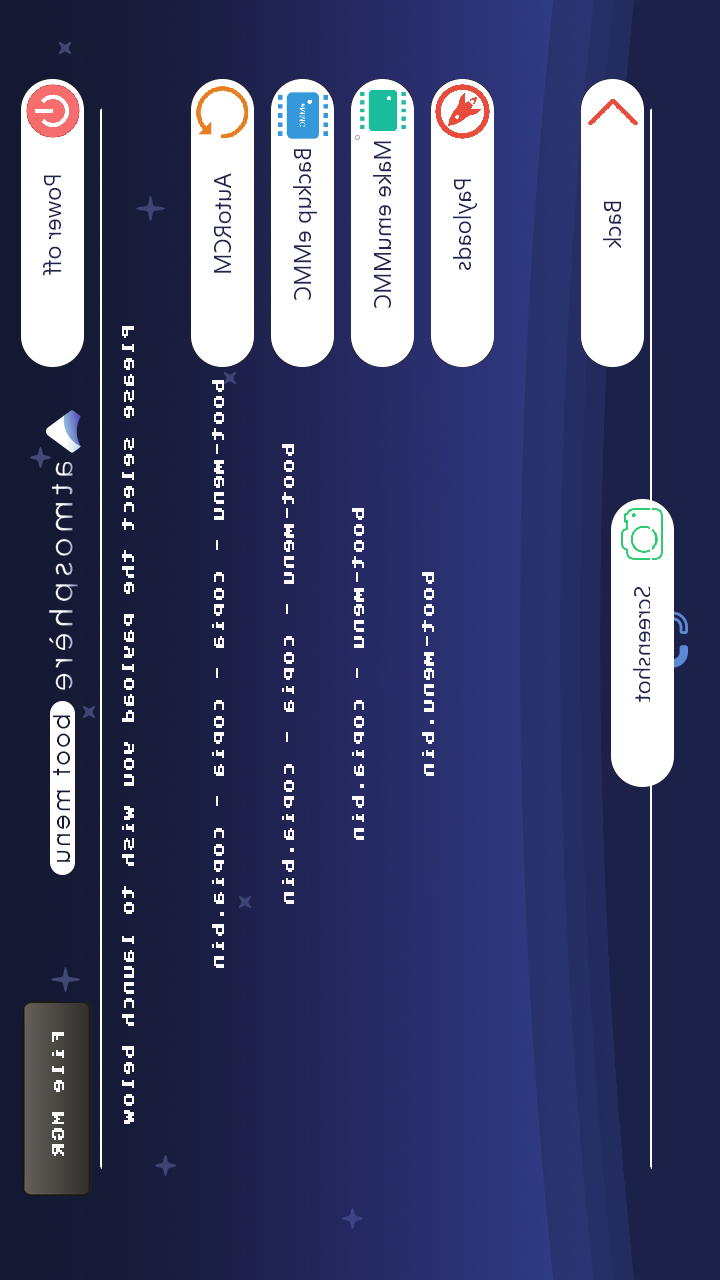 Power off
atmosphère boot menu
File MGR
Please select the payload you wish to launch below
AutoRCM
boot-menu - copia - copia - copia.bin
eMMC
Backup eMMC
boot-menu - copia - copia.bin
Make emuMMC
boot-menu - copia.bin
Payloads
boot-menu.bin
Back
Screenshot